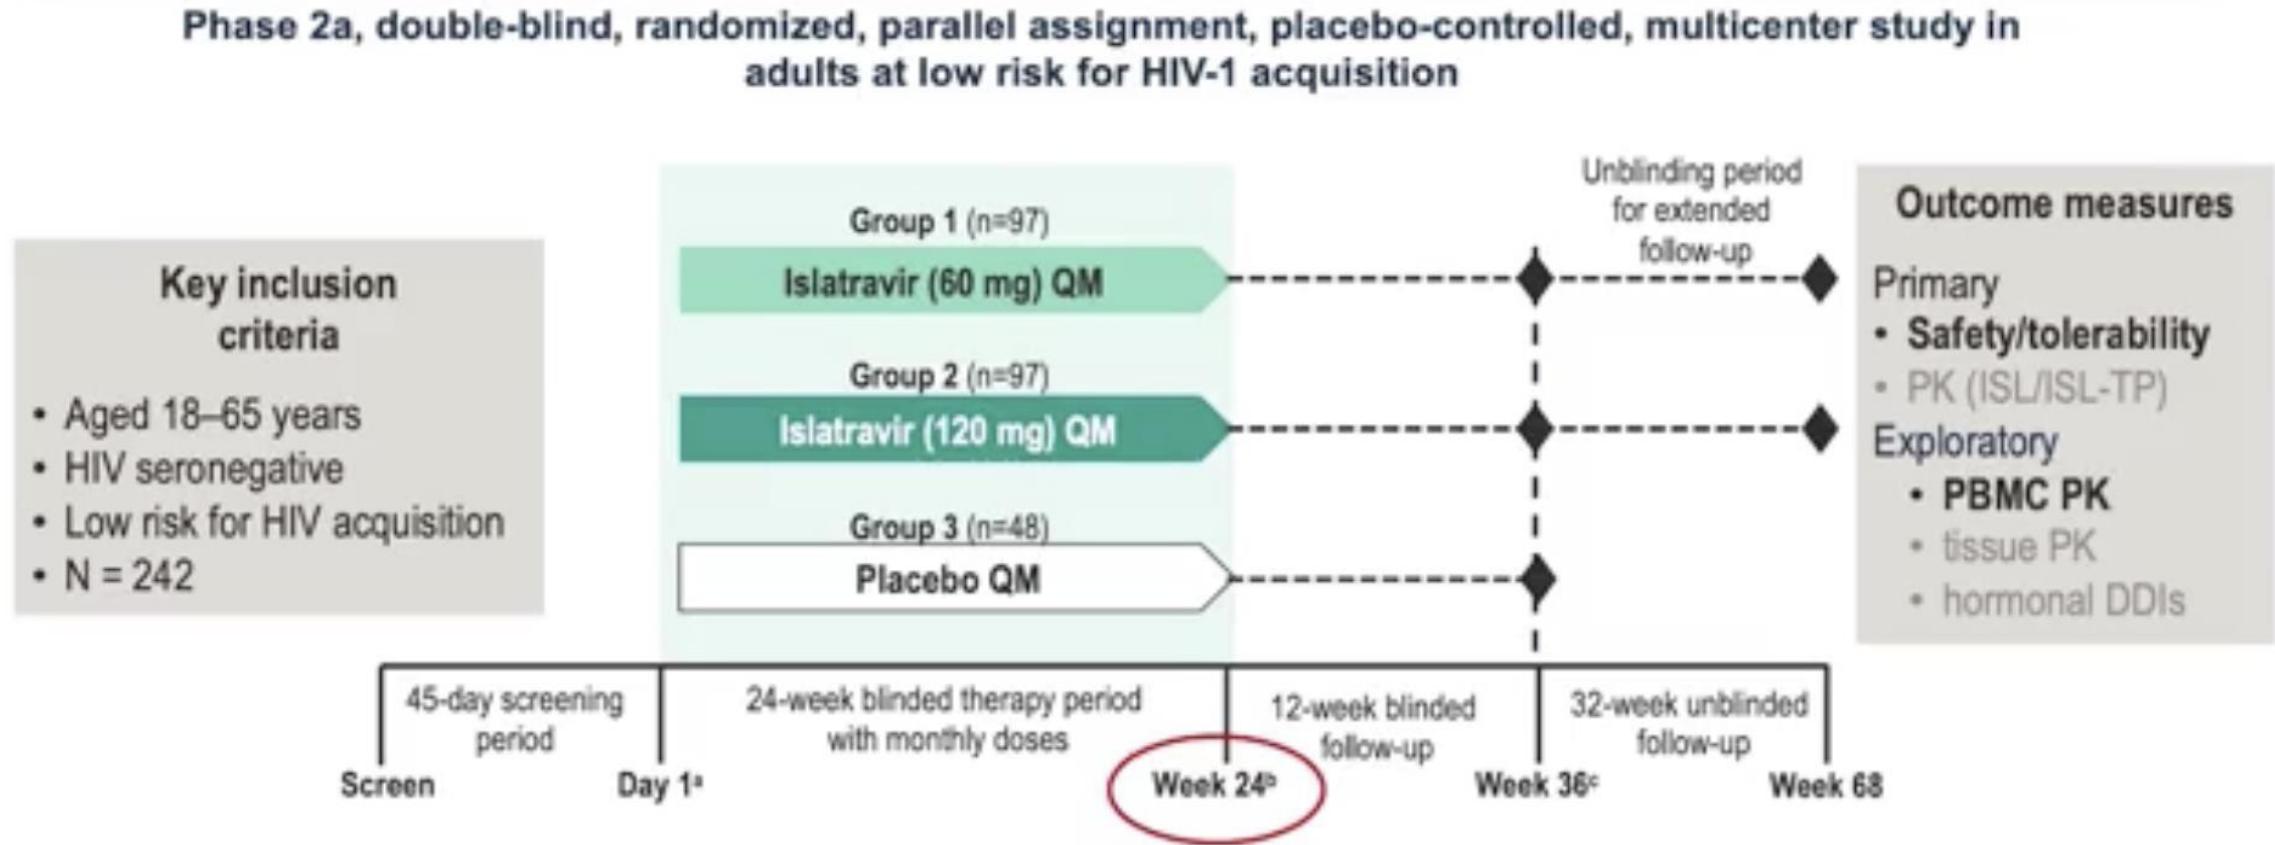 Phase 2a, double-blind, randomized, parallel assignment, placebo-controlled, multicenter study in
adults at low risk for HIV-1 acquisition
Key inclusion
criteria
• Aged 18–65 years
• HIV seronegative
• Low risk for HIV acquisition
• N = 242
Group 1 (n=97)
Islatravir (60 mg) QM
Group 2 (n=97)
Islatravir (120 mg) QM
Group 3 (n=48)
Placebo QM
Unblinding period
for extended
follow-up
Outcome measures
Primary
• Safety/tolerability
• PK (ISL/ISL-TP)
Exploratory
• PBMC PK
• tissue PK
• hormonal DDIs
45-day screening
period
24-week blinded therapy period
with monthly doses
12-week blinded
follow-up
32-week unblinded
follow-up
Screen
Day 1ᵃ
Week 24ᵇ
Week 36ᶜ
Week 68